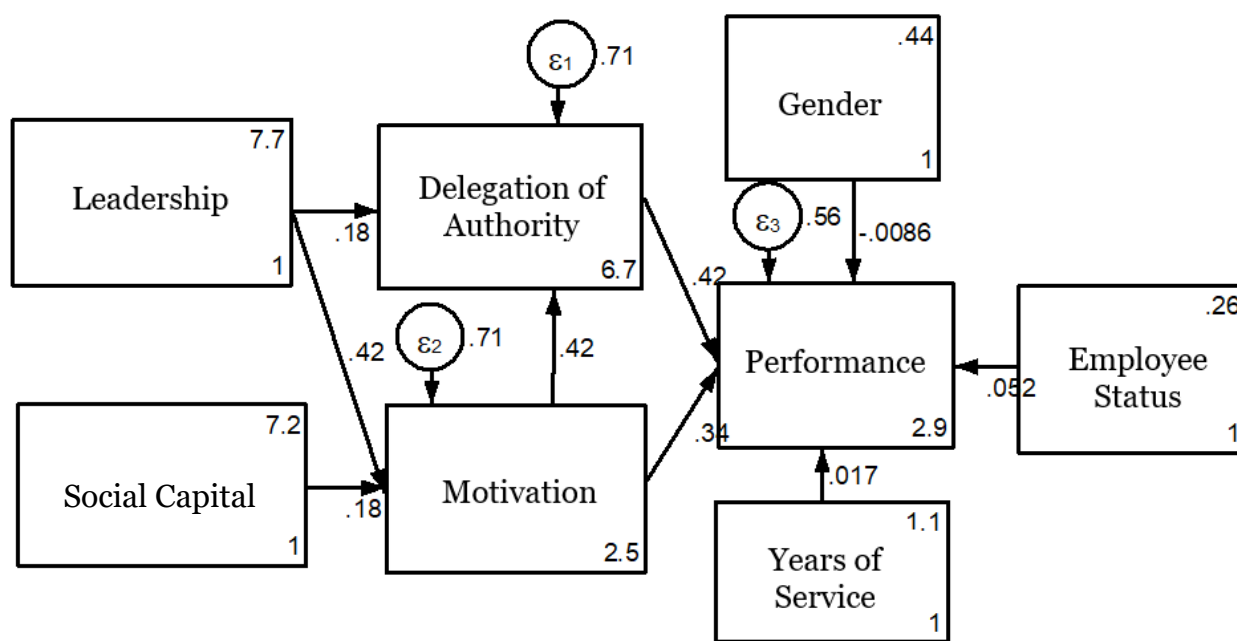 .44
Gender
1
ε1
.71
7.7
Leadership
1
Delegation of
Authority
6.7
.18
ε3
.56
-.0086
.42
ε2
.71
.42
.42
Performance
2.9
.26
Employee
Status
1
.052
7.2
Social Capital
1
.18
Motivation
2.5
.34
.017
1.1
Years of
Service
1